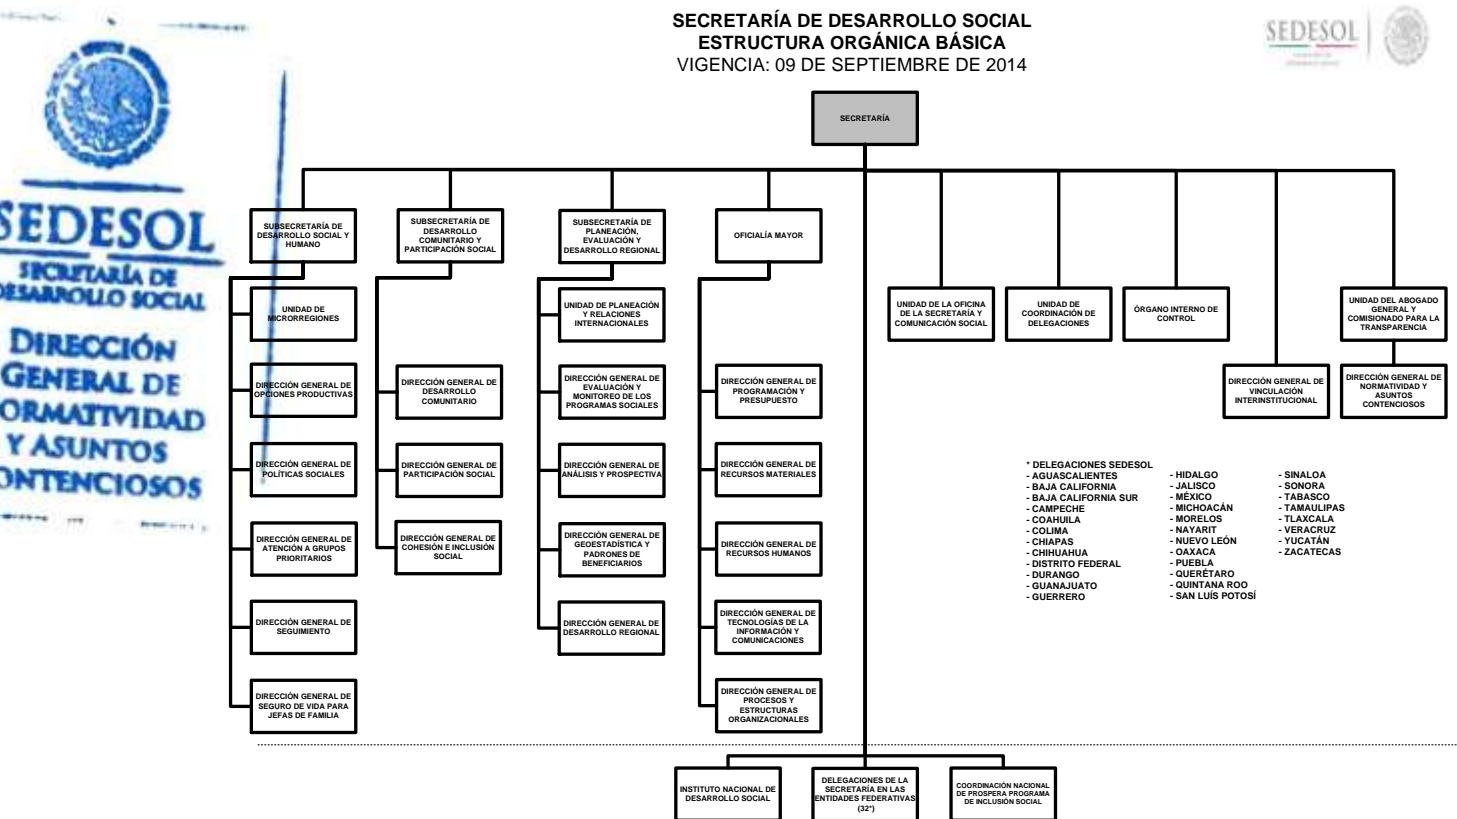 SECRETARÍA DE DESARROLLO SOCIAL
ESTRUCTURA ORGÁNICA BÁSICA
VIGENCIA: 09 DE SEPTIEMBRE DE 2014
SEDESOL
SEDESOL
SECRETARÍA DE
DESARROLLO SOCIAL
DIRECCIÓN
GENERAL DE
ORMATIVIDAD
Y ASUNTOS
ONTENCIOSOS
SECRETARÍA
SUBSECRETARÍA DE
DESARROLLO SOCIAL Y
HUMANO
UNIDAD DE
MICRORREGIONES
DIRECCIÓN GENERAL DE
OPCIONES PRODUCTIVAS
DIRECCIÓN GENERAL DE
POLÍTICAS SOCIALES
DIRECCIÓN GENERAL DE
ATENCIÓN A GRUPOS
PRIORITARIOS
DIRECCIÓN GENERAL DE
SEGUIMIENTO
DIRECCIÓN GENERAL DE
SEGURO DE VIDA PARA
JEFAS DE FAMILIA
SUBSECRETARÍA DE
DESARROLLO
COMUNITARIO Y
PARTICIPACIÓN SOCIAL
DIRECCIÓN GENERAL DE
DESARROLLO
COMUNITARIO
DIRECCIÓN GENERAL DE
PARTICIPACIÓN SOCIAL
DIRECCIÓN GENERAL DE
COHESIÓN E INCLUSIÓN
SOCIAL
SUBSECRETARÍA DE
PLANEACIÓN,
EVALUACIÓN Y
DESARROLLO REGIONAL
UNIDAD DE PLANEACIÓN
Y RELACIONES
INTERNACIONALES
DIRECCIÓN GENERAL DE
EVALUACIÓN Y
MONITOREO DE LOS
PROGRAMAS SOCIALES
DIRECCIÓN GENERAL DE
ANÁLISIS Y PROSPECTIVA
DIRECCIÓN GENERAL DE
GEOESTADÍSTICA Y
PADRONES DE
BENEFICIARIOS
DIRECCIÓN GENERAL DE
DESARROLLO REGIONAL
OFICIALÍA MAYOR
DIRECCIÓN GENERAL DE
PROGRAMACIÓN Y
PRESUPUESTO
DIRECCIÓN GENERAL DE
RECURSOS MATERIALES
DIRECCIÓN GENERAL DE
RECURSOS HUMANOS
DIRECCIÓN GENERAL DE
TECNOLOGÍAS DE LA
INFORMACIÓN Y
COMUNICACIONES
DIRECCIÓN GENERAL DE
PROCESOS Y
ESTRUCTURAS
ORGANIZACIONALES
UNIDAD DE LA OFICINA
DE LA SECRETARÍA Y
COMUNICACIÓN SOCIAL
UNIDAD DE
COORDINACIÓN DE
DELEGACIONES
ÓRGANO INTERNO DE
CONTROL
DIRECCIÓN GENERAL DE
VINCULACIÓN
INTERINSTITUCIONAL
UNIDAD DEL ABOGADO
GENERAL Y
COMISIONADO PARA LA
TRANSPARENCIA
DIRECCIÓN GENERAL DE
NORMATIVIDAD Y
ASUNTOS
CONTENCIOSOS
* DELEGACIONES SEDESOL
- AGUASCALIENTES
- BAJA CALIFORNIA
- BAJA CALIFORNIA SUR
- CAMPECHE
- COAHUILA
- COLIMA
- CHIAPAS
- CHIHUAHUA
- DISTRITO FEDERAL
- DURANGO
- GUANAJUATO
- GUERRERO
- HIDALGO
- JALISCO
- MÉXICO
- MICHOACÁN
- MORELOS
- NAYARIT
- NUEVO LEÓN
- OAXACA
- PUEBLA
- QUERÉTARO
- QUINTANA ROO
- SAN LUÍS POTOSÍ
- SINALOA
- SONORA
- TABASCO
- TAMAULIPAS
- TLAXCALA
- VERACRUZ
- YUCATÁN
- ZACATECAS
INSTITUTO NACIONAL DE
DESARROLLO SOCIAL
DELEGACIONES DE LA
SECRETARÍA EN LAS
ENTIDADES FEDERATIVAS
(32*)
COORDINACIÓN NACIONAL
DE PROSPERA PROGRAMA
DE INCLUSIÓN SOCIAL